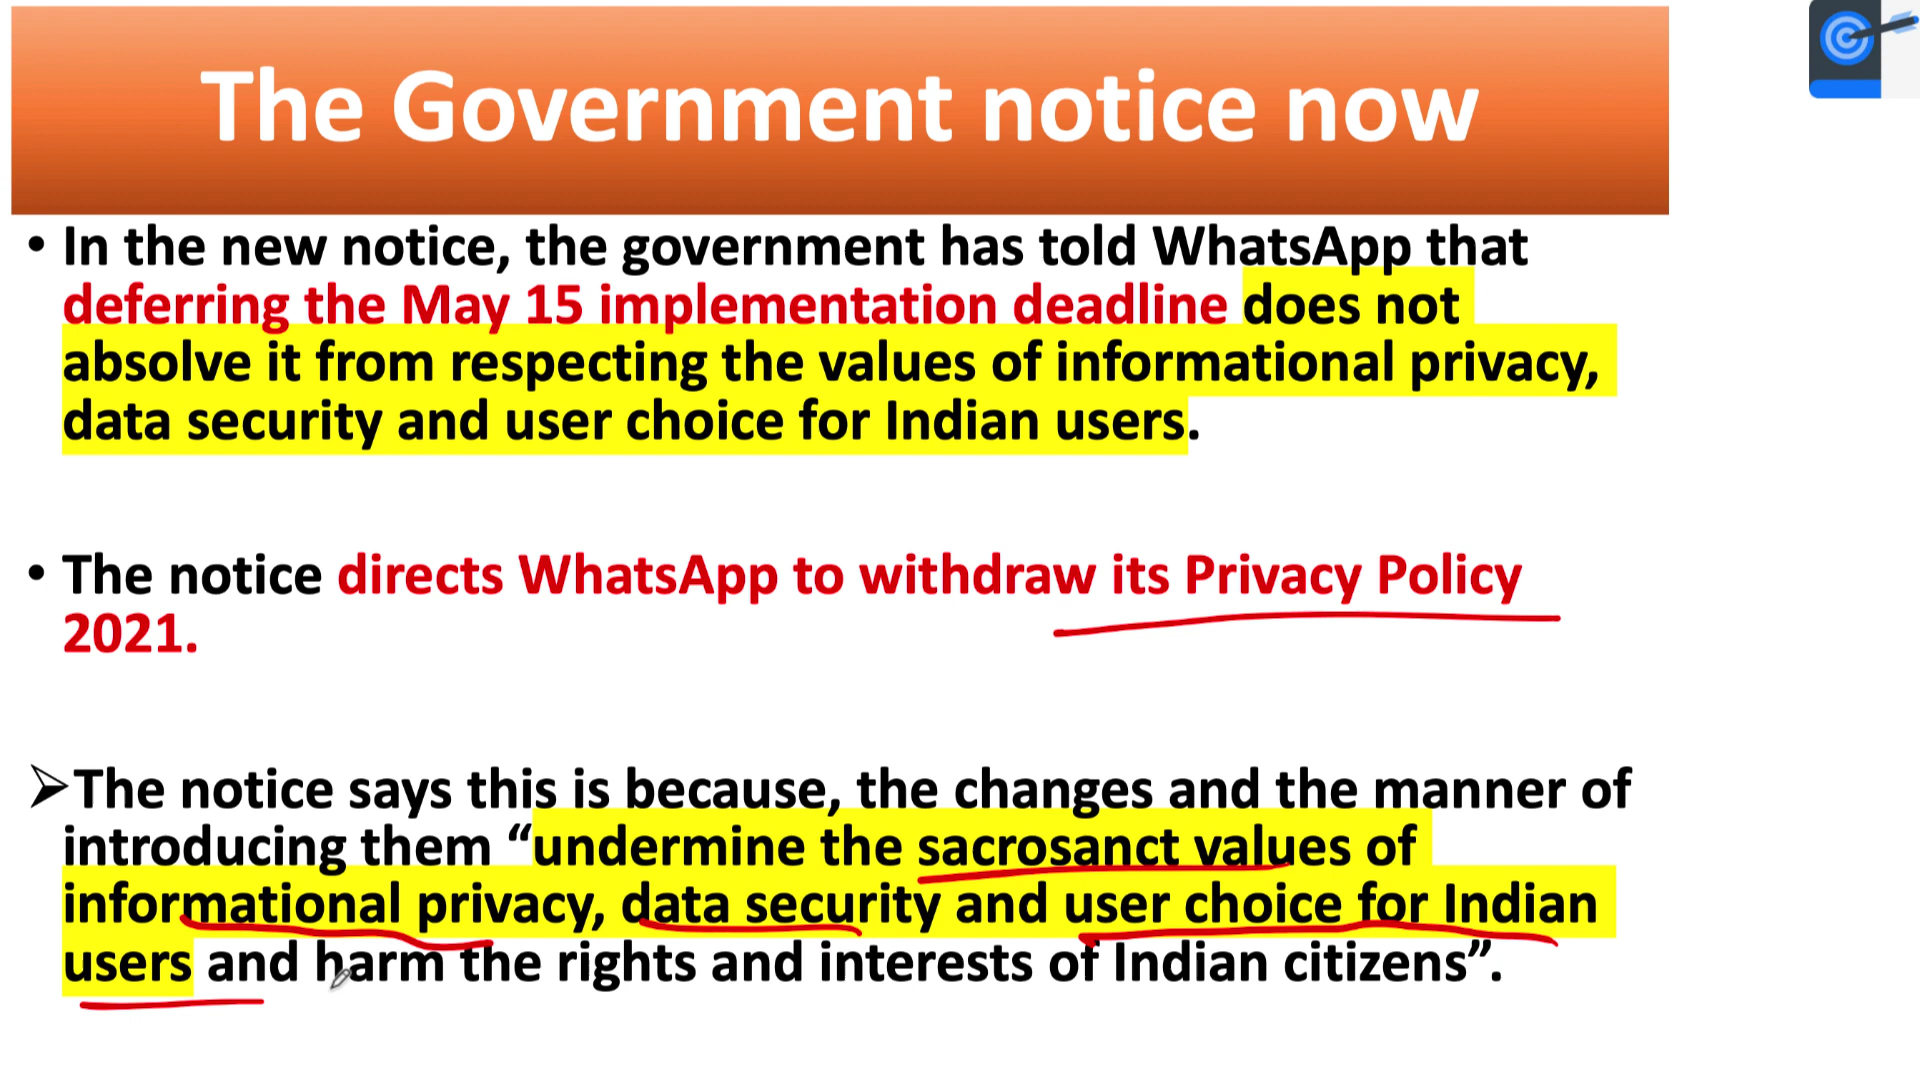 The Government notice now
• In the new notice, the government has told WhatsApp that
deferring the May 15 implementation deadline does not
absolve it from respecting the values of informational privacy,
data security and user choice for Indian users.
• The notice directs WhatsApp to withdraw its Privacy Policy
2021.
➢The notice says this is because, the changes and the manner of
introducing them “undermine the sacrosanct values of
informational privacy, data security and user choice for Indian
users and harm the rights and interests of Indian citizens”.